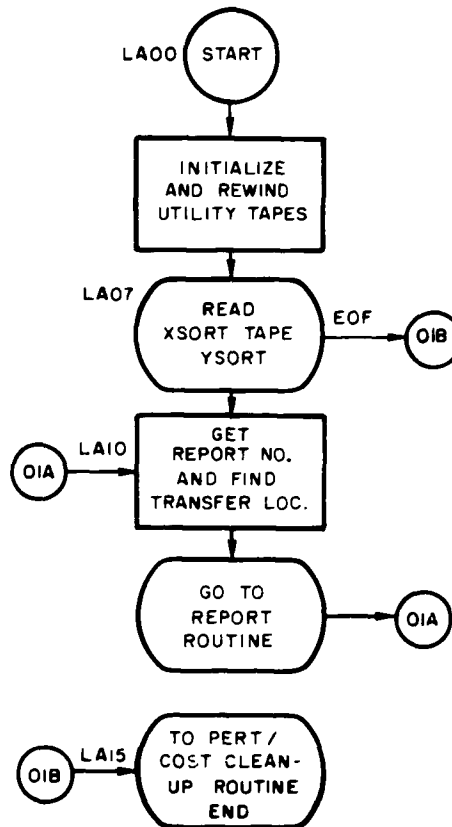 LA00
START
INITIALIZE
AND REWIND
UTILITY TAPES
LA07
READ
XSORT TAPE
YSORT
EOF
01B
GET
REPORT NO.
AND FIND
TRANSFER LOC.
01A
LA10
GO TO
REPORT
ROUTINE
01A
TO PERT/
COST CLEAN-
UP ROUTINE
END
01B
LA15